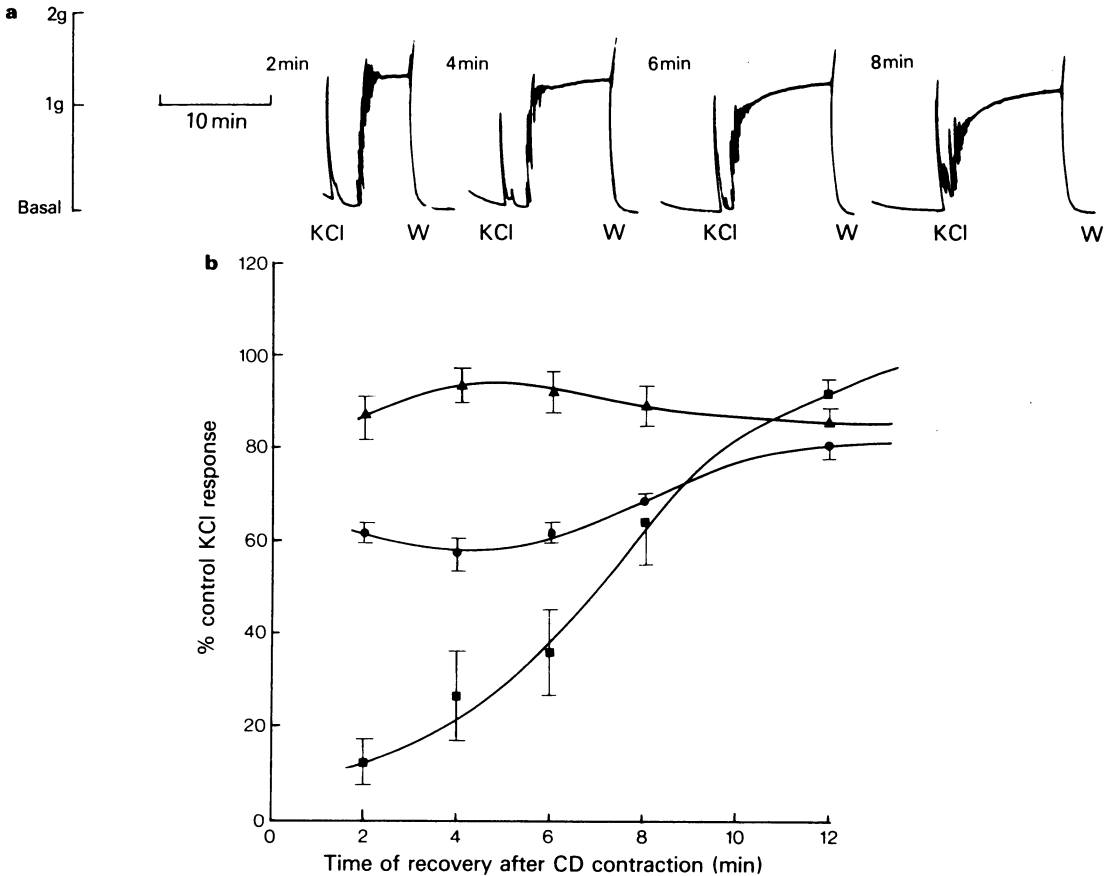 a
2g
1g
Basal
10 min
2min
4min
6min
8min
KCl W KCl W KCl W KCl W
b
120
100
80
60
40
20
0
% control KCl response
0 2 4 6 8 10 12
Time of recovery after CD contraction (min)